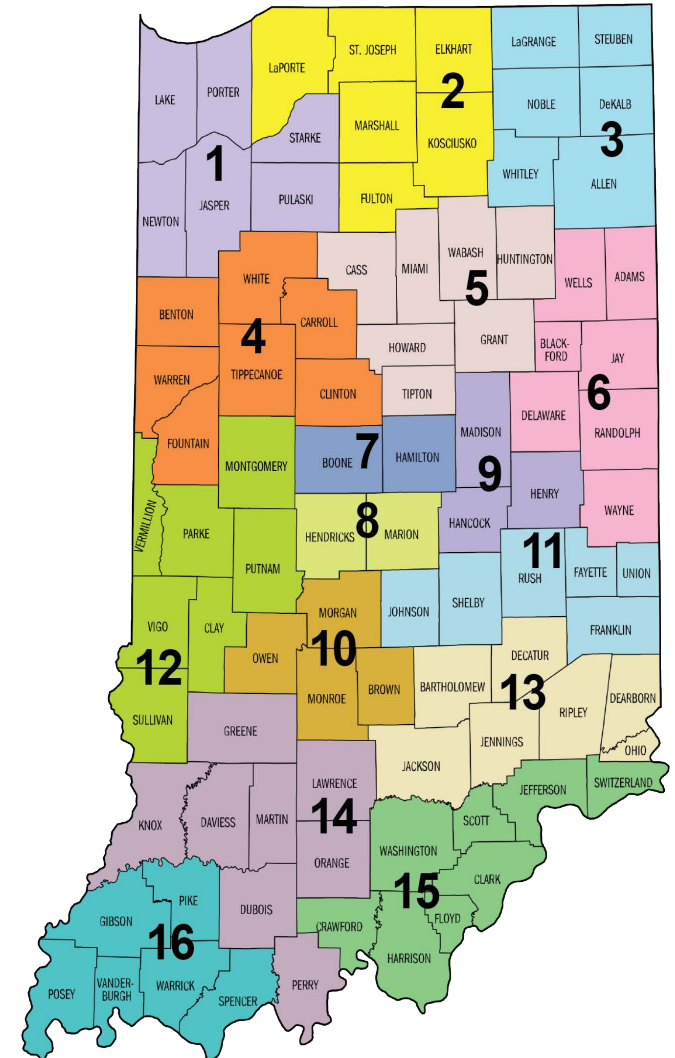 LaGRANGE
STEUBEN
ST. JOSEPH
ELKHART
LaPORTE
2
LAKE
PORTER
NOBLE
DeKALB
MARSHALL
STARKE
KOSCIUSKO
3
1
WHITLEY
ALLEN
PULASKI
FULTON
JASPER
NEWTON
WABASH
HUNTINGTON
CASS
MIAMI
WHITE
5
WELLS
ADAMS
BENTON
CARROLL
4
HOWARD
GRANT
BLACK-
FORD
JAY
WARREN
TIPPECANOE
CLINTON
TIPTON
6
DELAWARE
FOUNTAIN
MADISON
RANDOLPH
MONTGOMERY
BOONE
7
HAMILTON
9
HENRY
VERMILLION
PARKE
HENDRICKS
8
MARION
HANCOCK
WAYNE
PUTNAM
11
RUSH
FAYETTE
UNION
VIGO
CLAY
MORGAN
JOHNSON
SHELBY
FRANKLIN
12
OWEN
10
DECATUR
MONROE
BROWN
BARTHOLOMEW
13
DEARBORN
SULLIVAN
GREENE
RIPLEY
JENNINGS
OHIO
JACKSON
LAWRENCE
SWITZERLAND
JEFFERSON
KNOX
DAVIESS
MARTIN
14
SCOTT
ORANGE
WASHINGTON
CLARK
15
PIKE
DUBOIS
GIBSON
CRAWFORD
FLOYD
16
HARRISON
POSEY
VANDER-
BURGH
WARRICK
SPENCER
PERRY